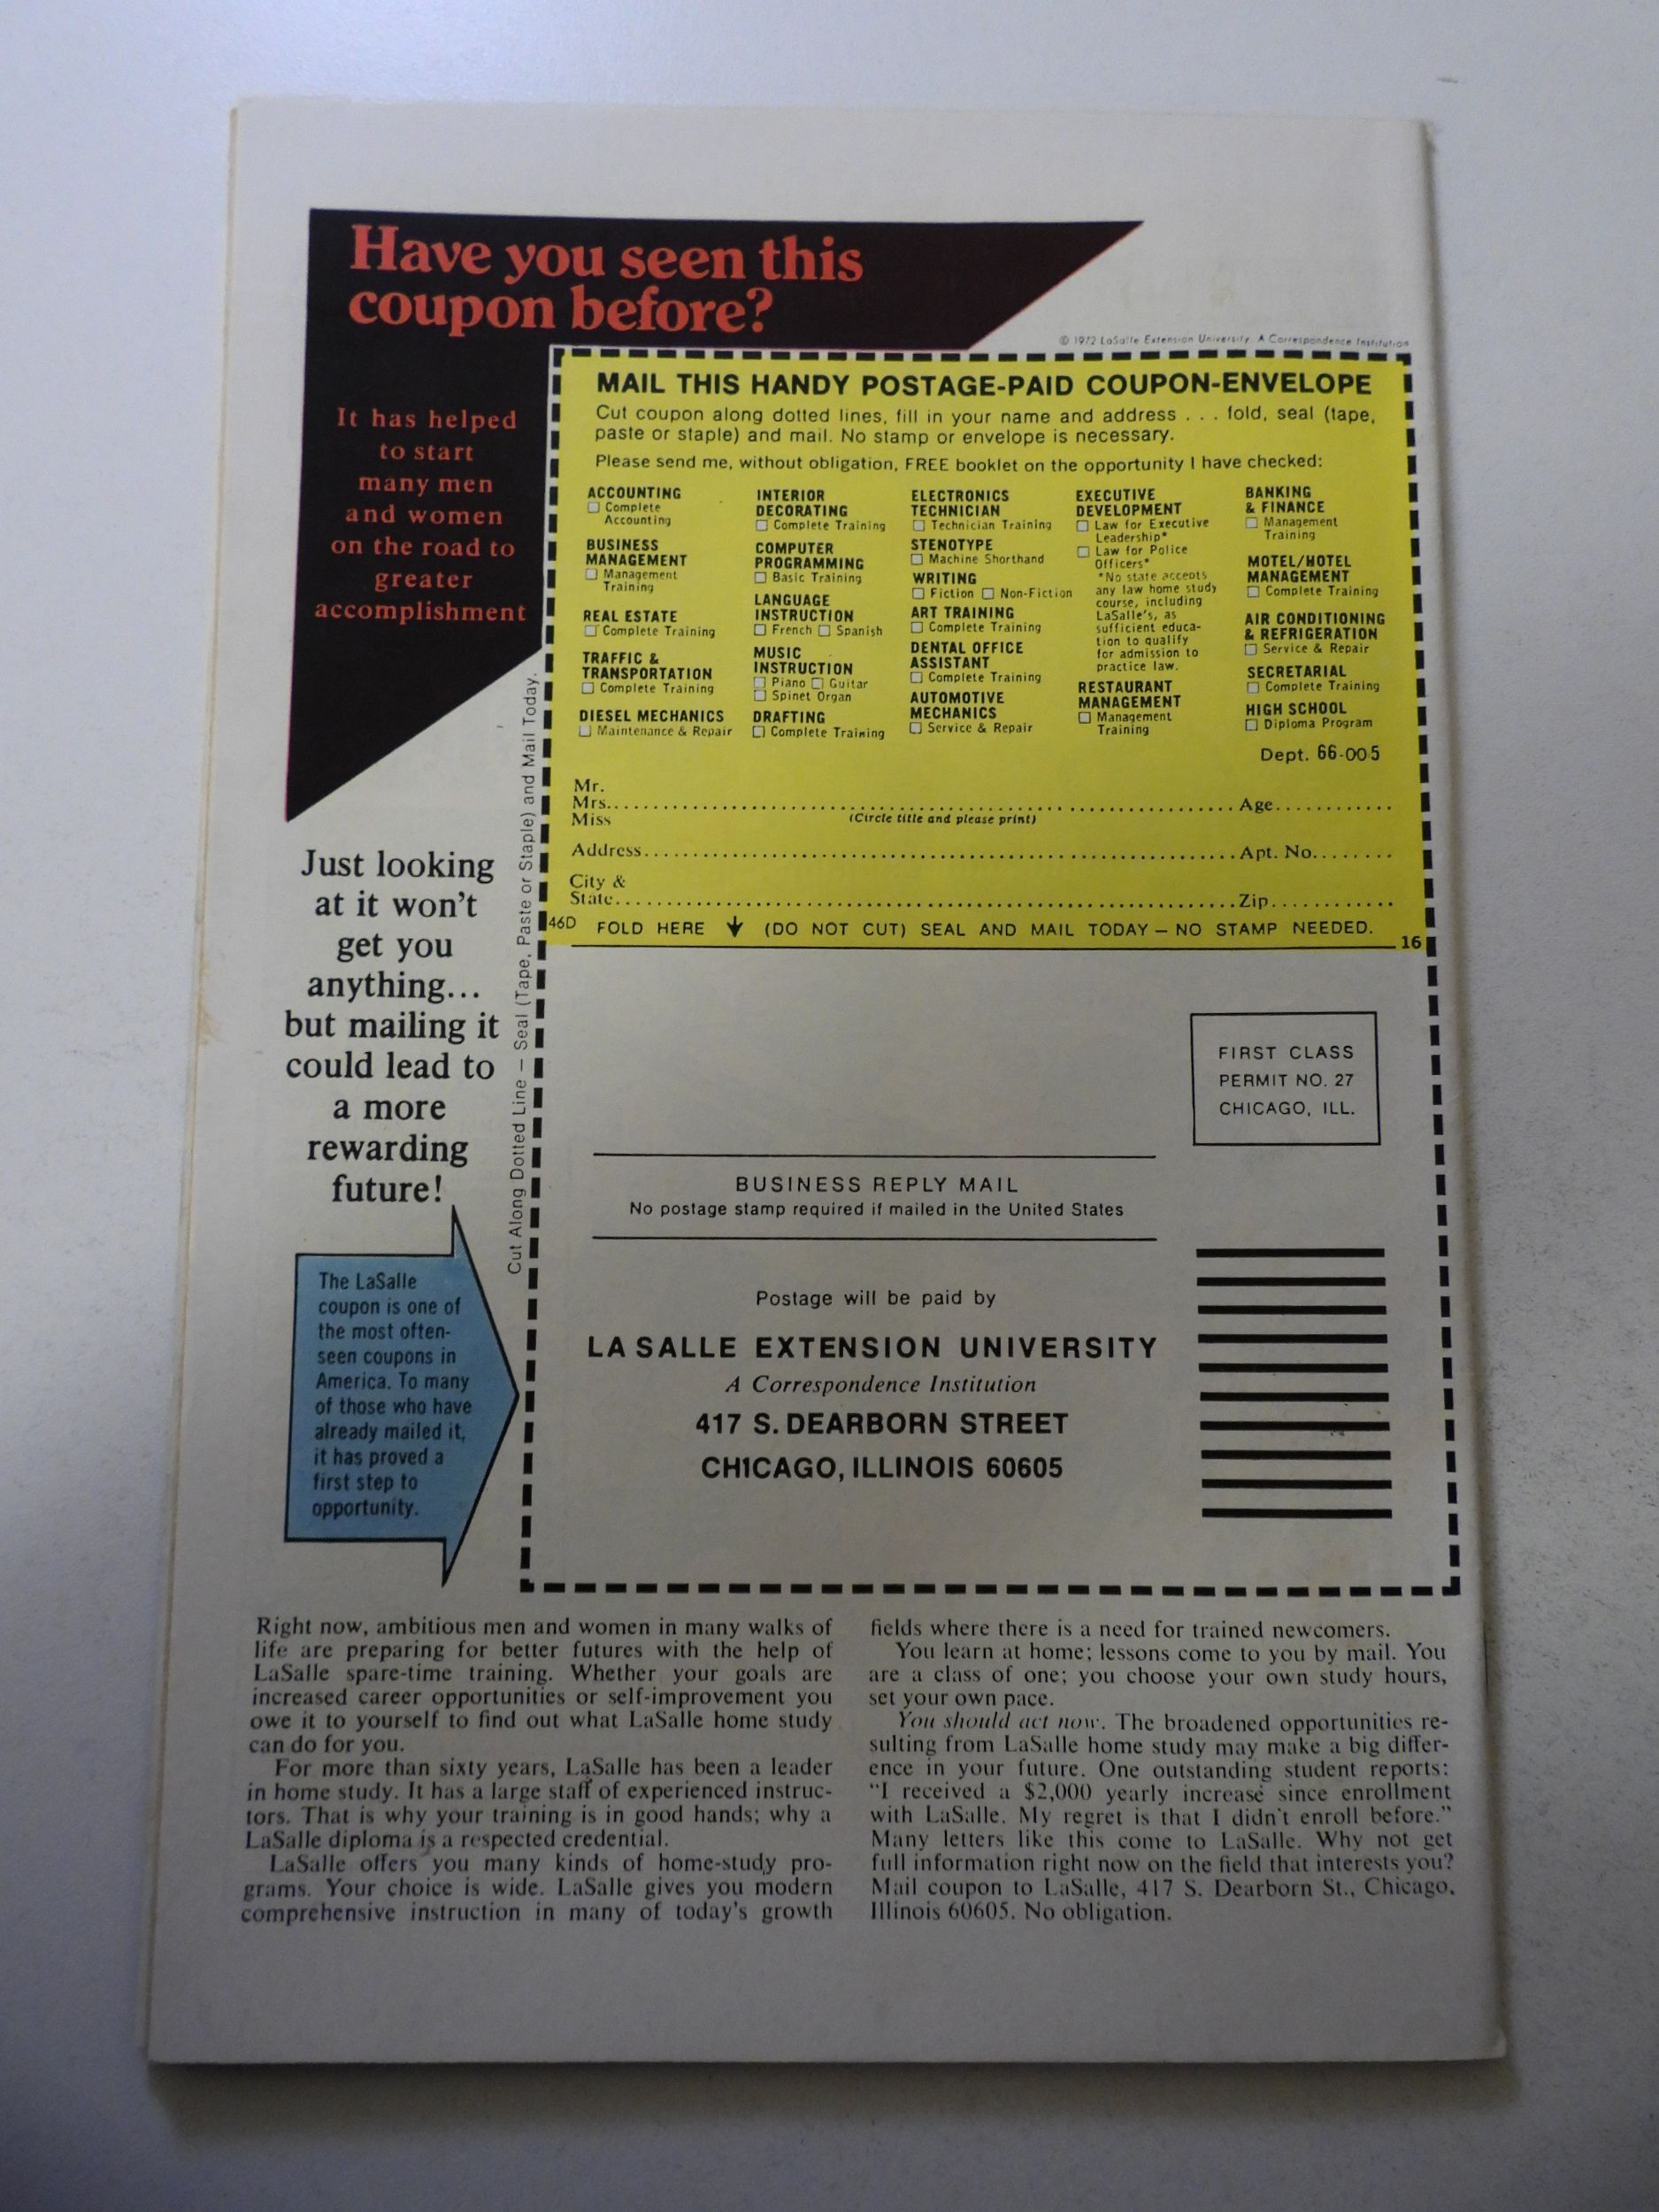 Have you seen this
coupon before?
© 1972 LaSalle Extension University. A Correspondence Institution
It has helped
to start
many men
and women
on the road to
greater
accomplishment
MAIL THIS HANDY POSTAGE-PAID COUPON-ENVELOPE
Cut coupon along dotted lines, fill in your name and address . . . fold, seal (tape,
paste or staple) and mail. No stamp or envelope is necessary.
Please send me, without obligation, FREE booklet on the opportunity I have checked:
ACCOUNTING
☐ Complete
Accounting
BUSINESS
MANAGEMENT
☐ Management
Training
REAL ESTATE
☐ Complete Training
TRAFFIC &
TRANSPORTATION
☐ Complete Training
DIESEL MECHANICS
☐ Maintenance & Repair
INTERIOR
DECORATING
☐ Complete Training
COMPUTER
PROGRAMMING
☐ Basic Training
LANGUAGE
INSTRUCTION
☐ French ☐ Spanish
MUSIC
INSTRUCTION
☐ Piano ☐ Guitar
☐ Spinet Organ
DRAFTING
☐ Complete Training
ELECTRONICS
TECHNICIAN
☐ Technician Training
STENOTYPE
☐ Machine Shorthand
WRITING
☐ Fiction ☐ Non-Fiction
ART TRAINING
☐ Complete Training
DENTAL OFFICE
ASSISTANT
☐ Complete Training
AUTOMOTIVE
MECHANICS
☐ Service & Repair
EXECUTIVE
DEVELOPMENT
☐ Law for Executive
Leadership*
☐ Law for Police
Officers*
*No state accepts
any law home study
course, including
LaSalle's, as
sufficient educa-
tion to qualify
for admission to
practice law.
RESTAURANT
MANAGEMENT
☐ Management
Training
BANKING
& FINANCE
☐ Management
Training
MOTEL/HOTEL
MANAGEMENT
☐ Complete Training
AIR CONDITIONING
& REFRIGERATION
☐ Service & Repair
SECRETARIAL
☐ Complete Training
HIGH SCHOOL
☐ Diploma Program
Dept. 66-005
Mr.
Mrs. Age
Miss (Circle title and please print)
Address Apt. No.
City &
State Zip
46D FOLD HERE ↓ (DO NOT CUT) SEAL AND MAIL TODAY – NO STAMP NEEDED.
16
Cut Along Dotted Line – Seal (Tape, Paste or Staple) and Mail Today.
Just looking
at it won't
get you
anything...
but mailing it
could lead to
a more
rewarding
future!
The LaSalle
coupon is one of
the most often-
seen coupons in
America. To many
of those who have
already mailed it,
it has proved a
first step to
opportunity.
FIRST CLASS
PERMIT NO. 27
CHICAGO, ILL.
BUSINESS REPLY MAIL
No postage stamp required if mailed in the United States
Postage will be paid by
LA SALLE EXTENSION UNIVERSITY
A Correspondence Institution
417 S. DEARBORN STREET
CHICAGO, ILLINOIS 60605
Right now, ambitious men and women in many walks of
life are preparing for better futures with the help of
LaSalle spare-time training. Whether your goals are
increased career opportunities or self-improvement you
owe it to yourself to find out what LaSalle home study
can do for you.
For more than sixty years, LaSalle has been a leader
in home study. It has a large staff of experienced instruc-
tors. That is why your training is in good hands; why a
LaSalle diploma is a respected credential.
LaSalle offers you many kinds of home-study pro-
grams. Your choice is wide. LaSalle gives you modern
comprehensive instruction in many of today's growth
fields where there is a need for trained newcomers.
You learn at home; lessons come to you by mail. You
are a class of one; you choose your own study hours,
set your own pace.
You should act now. The broadened opportunities re-
sulting from LaSalle home study may make a big differ-
ence in your future. One outstanding student reports:
"I received a $2,000 yearly increase since enrollment
with LaSalle. My regret is that I didn't enroll before."
Many letters like this come to LaSalle. Why not get
full information right now on the field that interests you?
Mail coupon to LaSalle, 417 S. Dearborn St., Chicago,
Illinois 60605. No obligation.